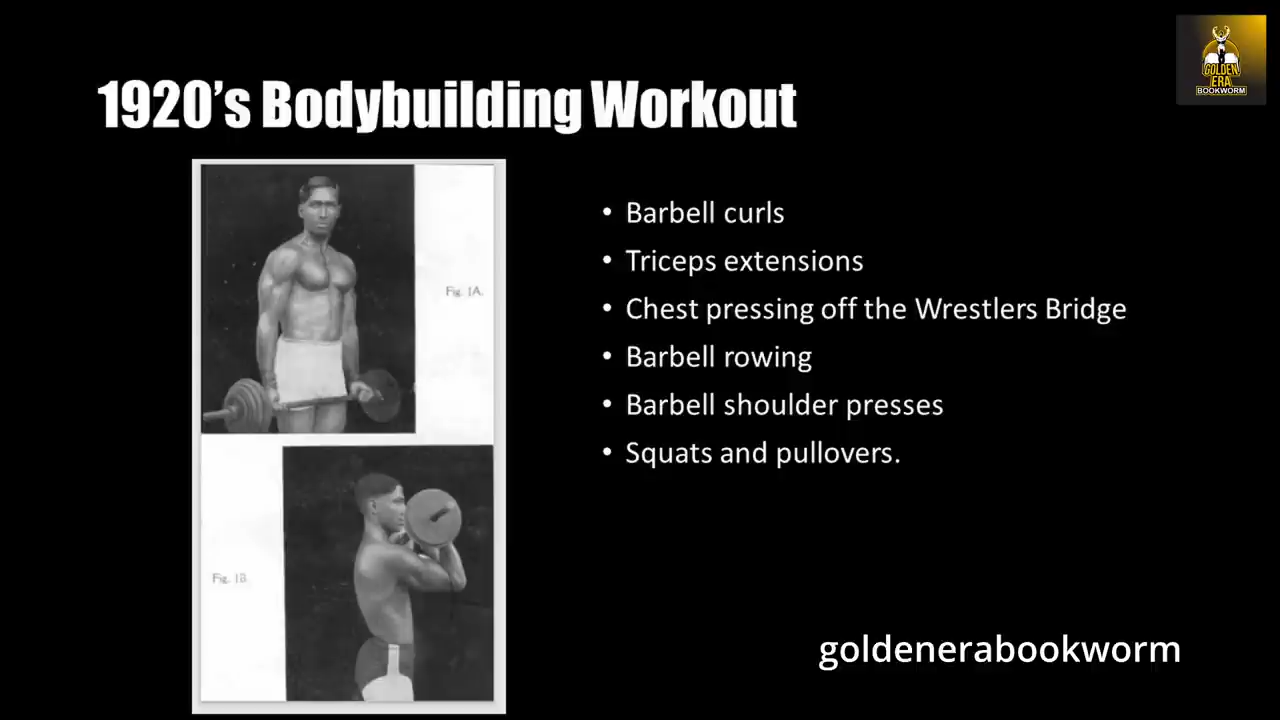 GOLDEN
ERA
BOOKWORM
1920's Bodybuilding Workout
Fig. 1A.
Fig. 1B.
• Barbell curls
• Triceps extensions
• Chest pressing off the Wrestlers Bridge
• Barbell rowing
• Barbell shoulder presses
• Squats and pullovers.
goldenerabookworm